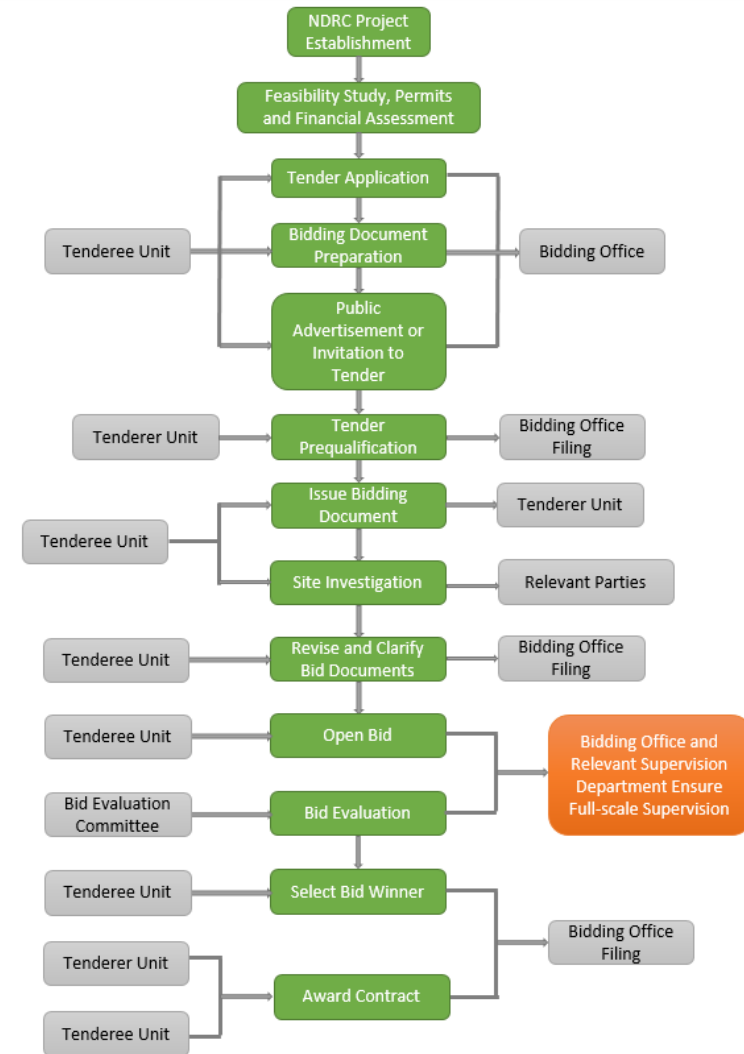 NDRC Project
Establishment
Feasibility Study, Permits
and Financial Assessment
Tender Application
Tenderee Unit
Bidding Document
Preparation
Bidding Office
Public
Advertisement or
Invitation to
Tender
Tenderer Unit
Tender
Prequalification
Bidding Office
Filing
Issue Bidding
Document
Tenderer Unit
Tenderee Unit
Site Investigation
Relevant Parties
Tenderee Unit
Revise and Clarify
Bid Documents
Bidding Office
Filing
Tenderee Unit
Open Bid
Bidding Office and
Relevant Supervision
Department Ensure
Full-scale Supervision
Bid Evaluation
Committee
Bid Evaluation
Tenderee Unit
Select Bid Winner
Bidding Office
Filing
Tenderer Unit
Award Contract
Tenderee Unit